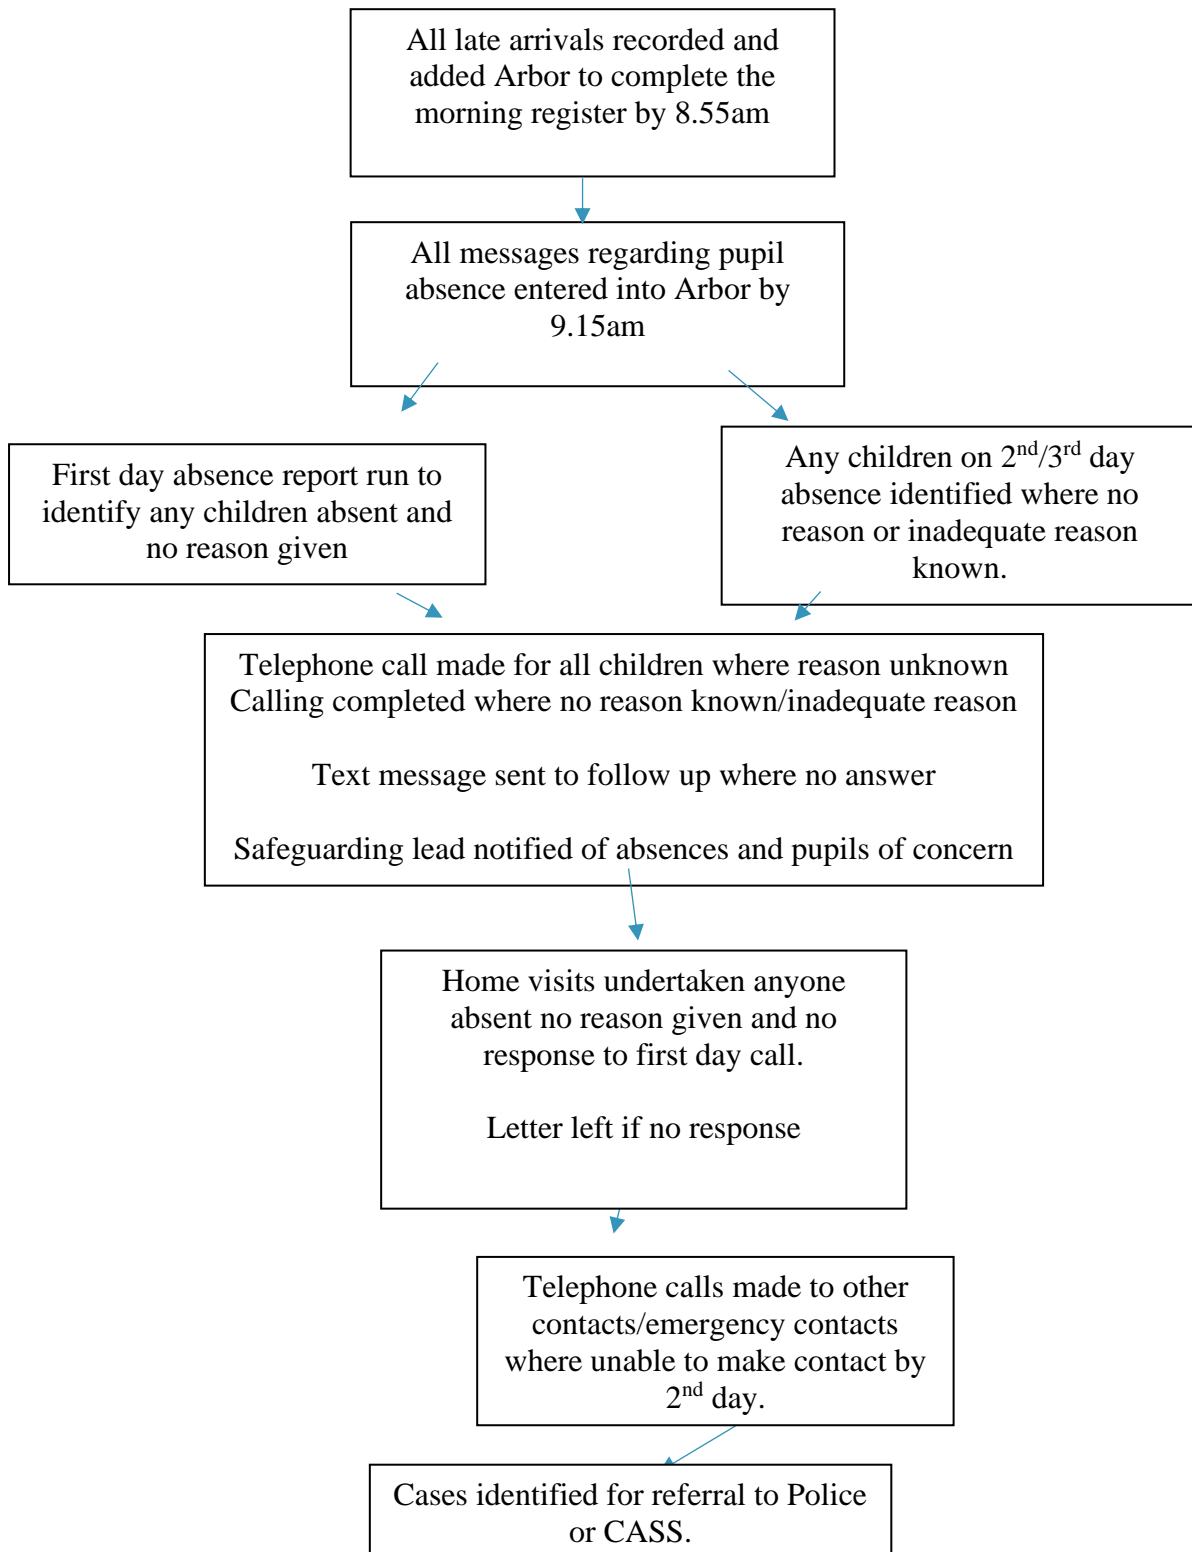 All late arrivals recorded and
added Arbor to complete the
morning register by 8.55am
All messages regarding pupil
absence entered into Arbor by
9.15am
First day absence report run to
identify any children absent and
no reason given
Any children on 2nd/3rd day
absence identified where no
reason or inadequate reason
known.
Telephone call made for all children where reason unknown
Calling completed where no reason known/inadequate reason
Text message sent to follow up where no answer
Safeguarding lead notified of absences and pupils of concern
Home visits undertaken anyone
absent no reason given and no
response to first day call.
Letter left if no response
Telephone calls made to other
contacts/emergency contacts
where unable to make contact by
2nd day.
Cases identified for referral to Police
or CASS.